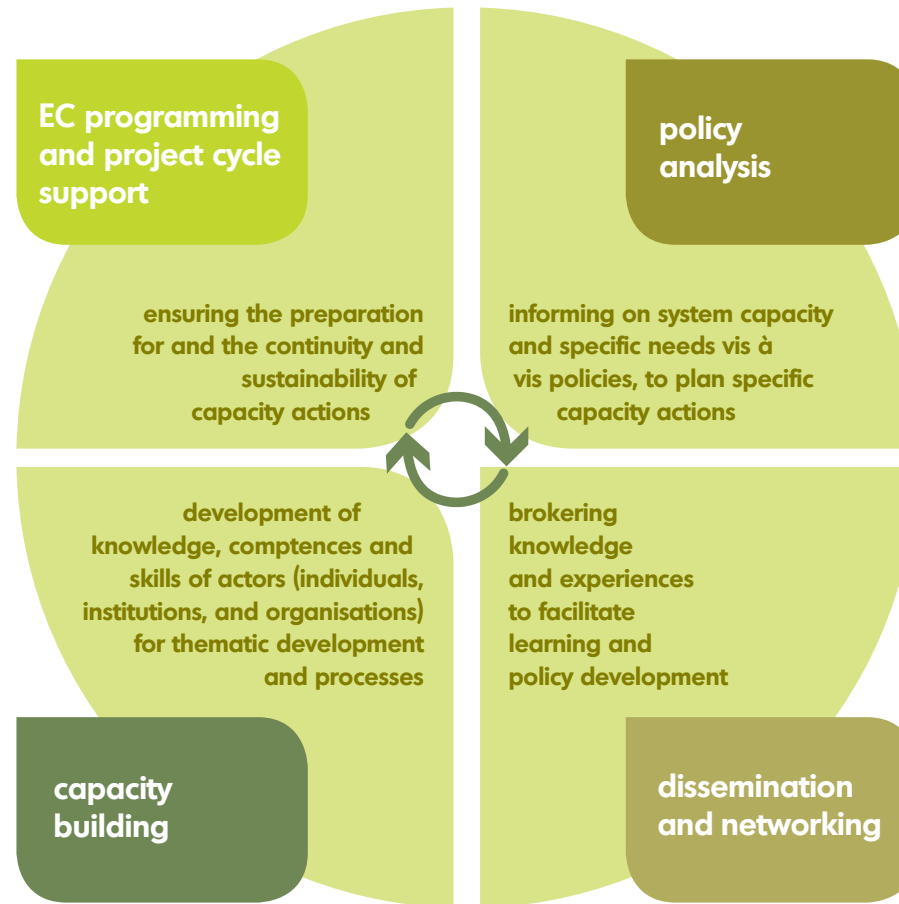 EC programming
and project cycle
support
policy
analysis
ensuring the preparation
for and the continuity and
sustainability of
capacity actions
informing on system capacity
and specific needs vis à
vis policies, to plan specific
capacity actions
development of
knowledge, comptences and
skills of actors (individuals,
institutions, and organisations)
for thematic development
and processes
brokering
knowledge
and experiences
to facilitate
learning and
policy development
capacity
building
dissemination
and networking